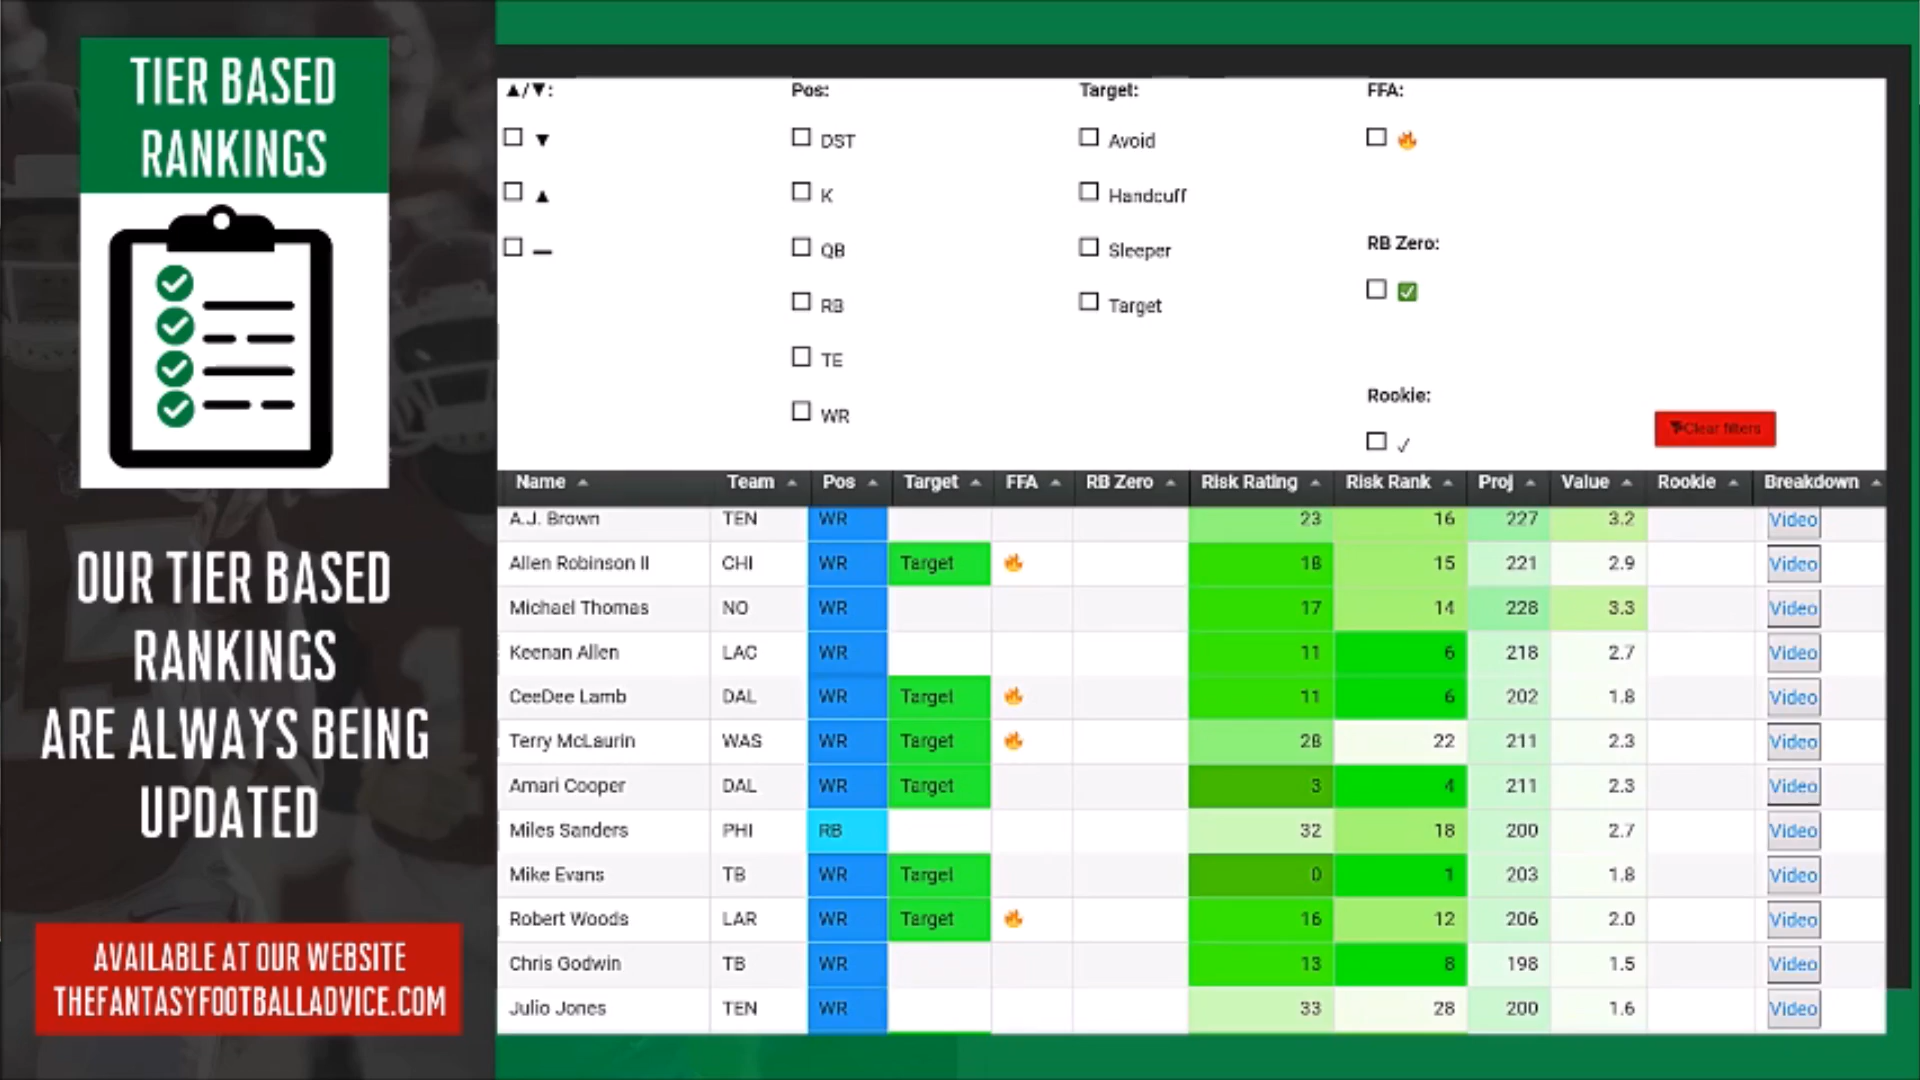 TIER BASED
RANKINGS
OUR TIER BASED
RANKINGS
ARE ALWAYS BEING
UPDATED
AVAILABLE AT OUR WEBSITE
THEFANTASYFOOTBALLADVICE.COM
▲/▼: Pos: Target: FFA:
▼ DST Avoid 🔥
▲ K Handcuff
— QB Sleeper RB Zero:
RB Target ✅
TE
WR Rookie:
✓ Clear filters
Name Team Pos Target FFA RB Zero Risk Rating Risk Rank Proj Value Rookie Breakdown
A.J. Brown TEN WR 23 16 227 3.2 Video
Allen Robinson II CHI WR Target 🔥 18 15 221 2.9 Video
Michael Thomas NO WR 17 14 228 3.3 Video
Keenan Allen LAC WR 11 6 218 2.7 Video
CeeDee Lamb DAL WR Target 🔥 11 6 202 1.8 Video
Terry McLaurin WAS WR Target 🔥 28 22 211 2.3 Video
Amari Cooper DAL WR Target 3 4 211 2.3 Video
Miles Sanders PHI RB 32 18 200 2.7 Video
Mike Evans TB WR Target 0 1 203 1.8 Video
Robert Woods LAR WR Target 🔥 16 12 206 2.0 Video
Chris Godwin TB WR 13 8 198 1.5 Video
Julio Jones TEN WR 33 28 200 1.6 Video